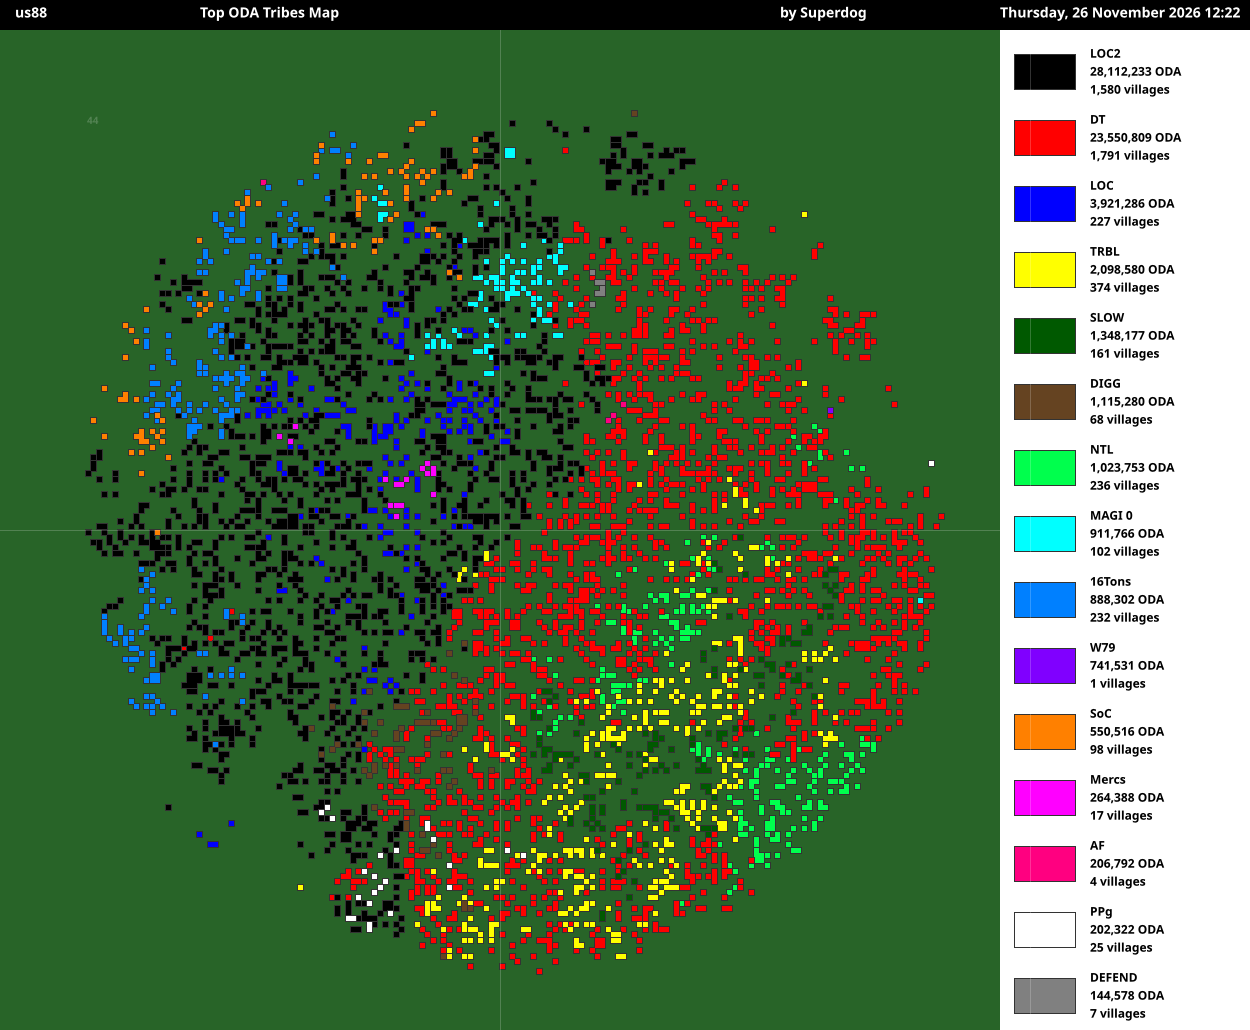 us88 Top ODA Tribes Map by Superdog Thursday, 26 November 2026 12:22
44
LOC2
28,112,233 ODA
1,580 villages
DT
23,550,809 ODA
1,791 villages
LOC
3,921,286 ODA
227 villages
TRBL
2,098,580 ODA
374 villages
SLOW
1,348,177 ODA
161 villages
DIGG
1,115,280 ODA
68 villages
NTL
1,023,753 ODA
236 villages
MAGI 0
911,766 ODA
102 villages
16Tons
888,302 ODA
232 villages
W79
741,531 ODA
1 villages
SoC
550,516 ODA
98 villages
Mercs
264,388 ODA
17 villages
AF
206,792 ODA
4 villages
PPg
202,322 ODA
25 villages
DEFEND
144,578 ODA
7 villages